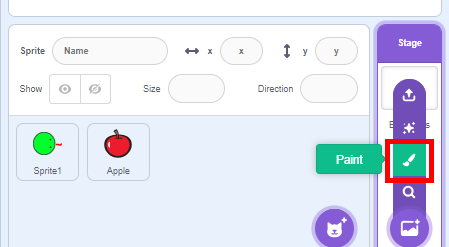 Sprite Name x x y y Stage
Show Size Direction
Sprite1 Apple
Paint